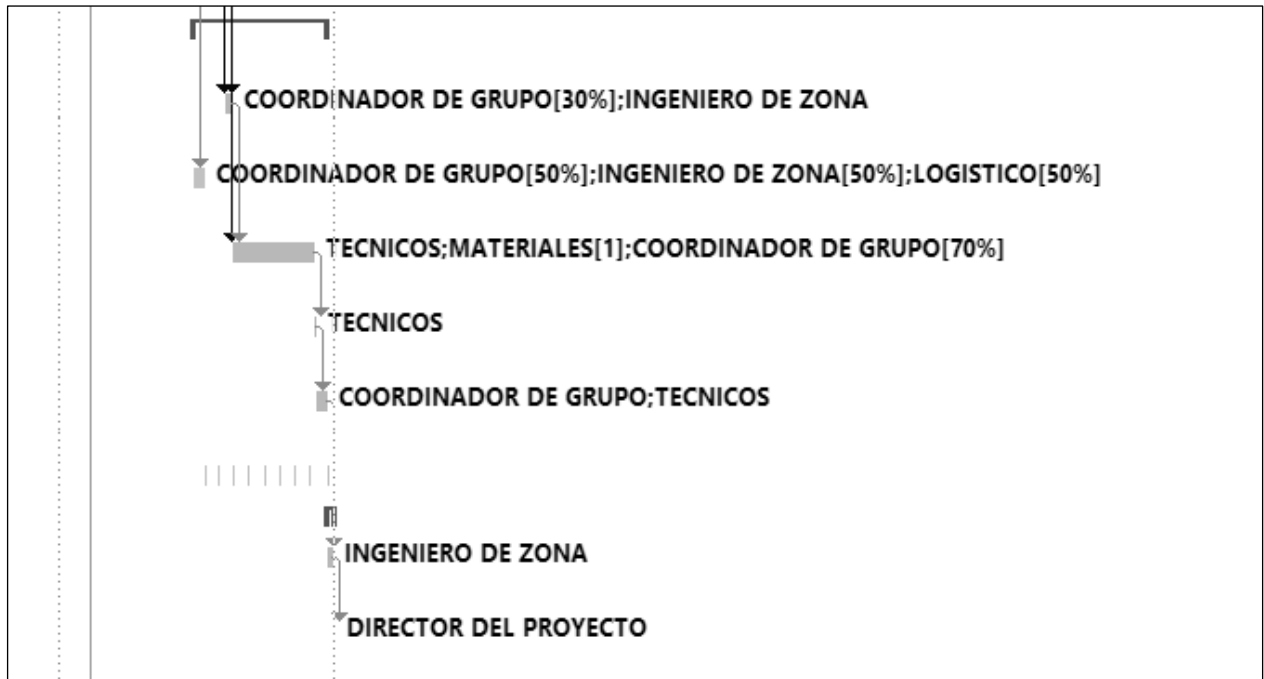 COORDINADOR DE GRUPO[30%];INGENIERO DE ZONA
COORDINADOR DE GRUPO[50%];INGENIERO DE ZONA[50%];LOGISTICO[50%]
TECNICOS;MATERIALES[1];COORDINADOR DE GRUPO[70%]
TECNICOS
COORDINADOR DE GRUPO;TECNICOS
INGENIERO DE ZONA
DIRECTOR DEL PROYECTO